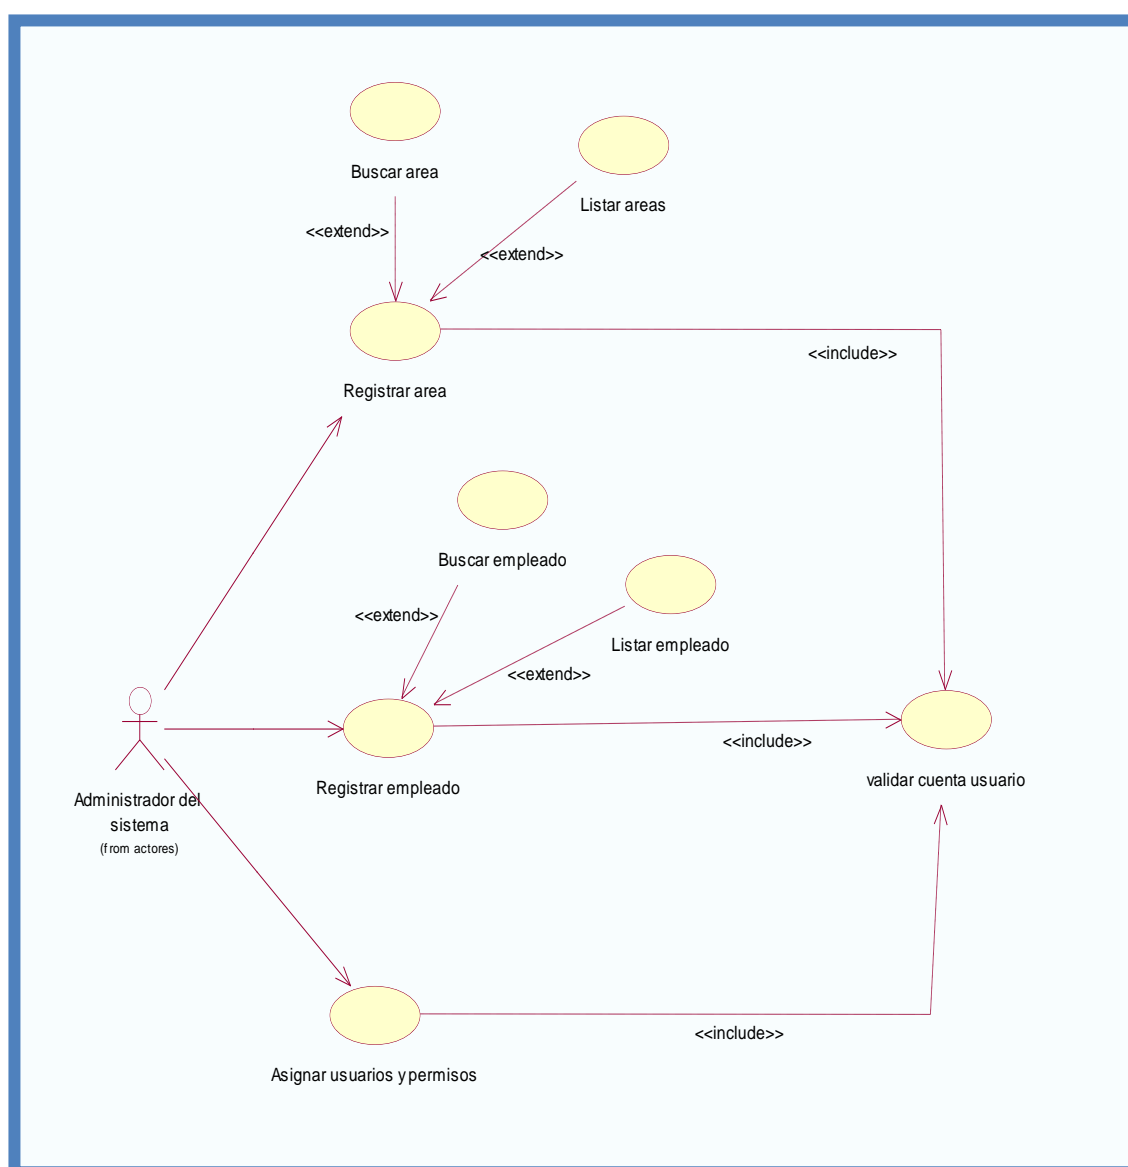 Buscar area
Listar areas
<<extend>>
<<extend>>
<<include>>
Registrar area
Buscar empleado
<<extend>>
Listar empleado
<<extend>>
<<include>>
validar cuenta usuario
Registrar empleado
Administrador del
sistema
(from actores)
<<include>>
Asignar usuarios y permisos